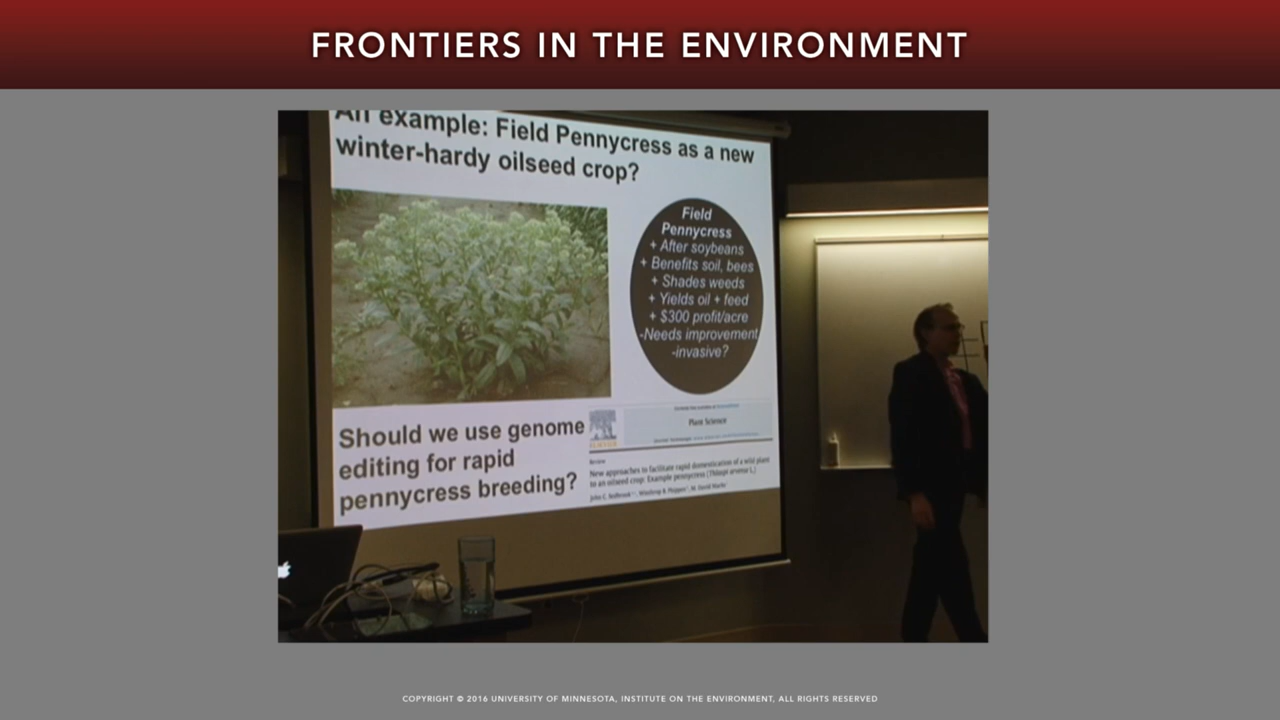 FRONTIERS IN THE ENVIRONMENT
An example: Field Pennycress as a new
winter-hardy oilseed crop?
Field
Pennycress
+ After soybeans
+ Benefits soil, bees
+ Shades weeds
+ Yields oil + feed
+ $300 profit/acre
-Needs improvement
-invasive?
Should we use genome
editing for rapid
pennycress breeding?
Plant Science
ELSEVIER
Review
New approaches to facilitate rapid domestication of a wild plant
to an oilseed crop: Example pennycress (Thlaspi arvense L.)
COPYRIGHT © 2016 UNIVERSITY OF MINNESOTA, INSTITUTE ON THE ENVIRONMENT, ALL RIGHTS RESERVED